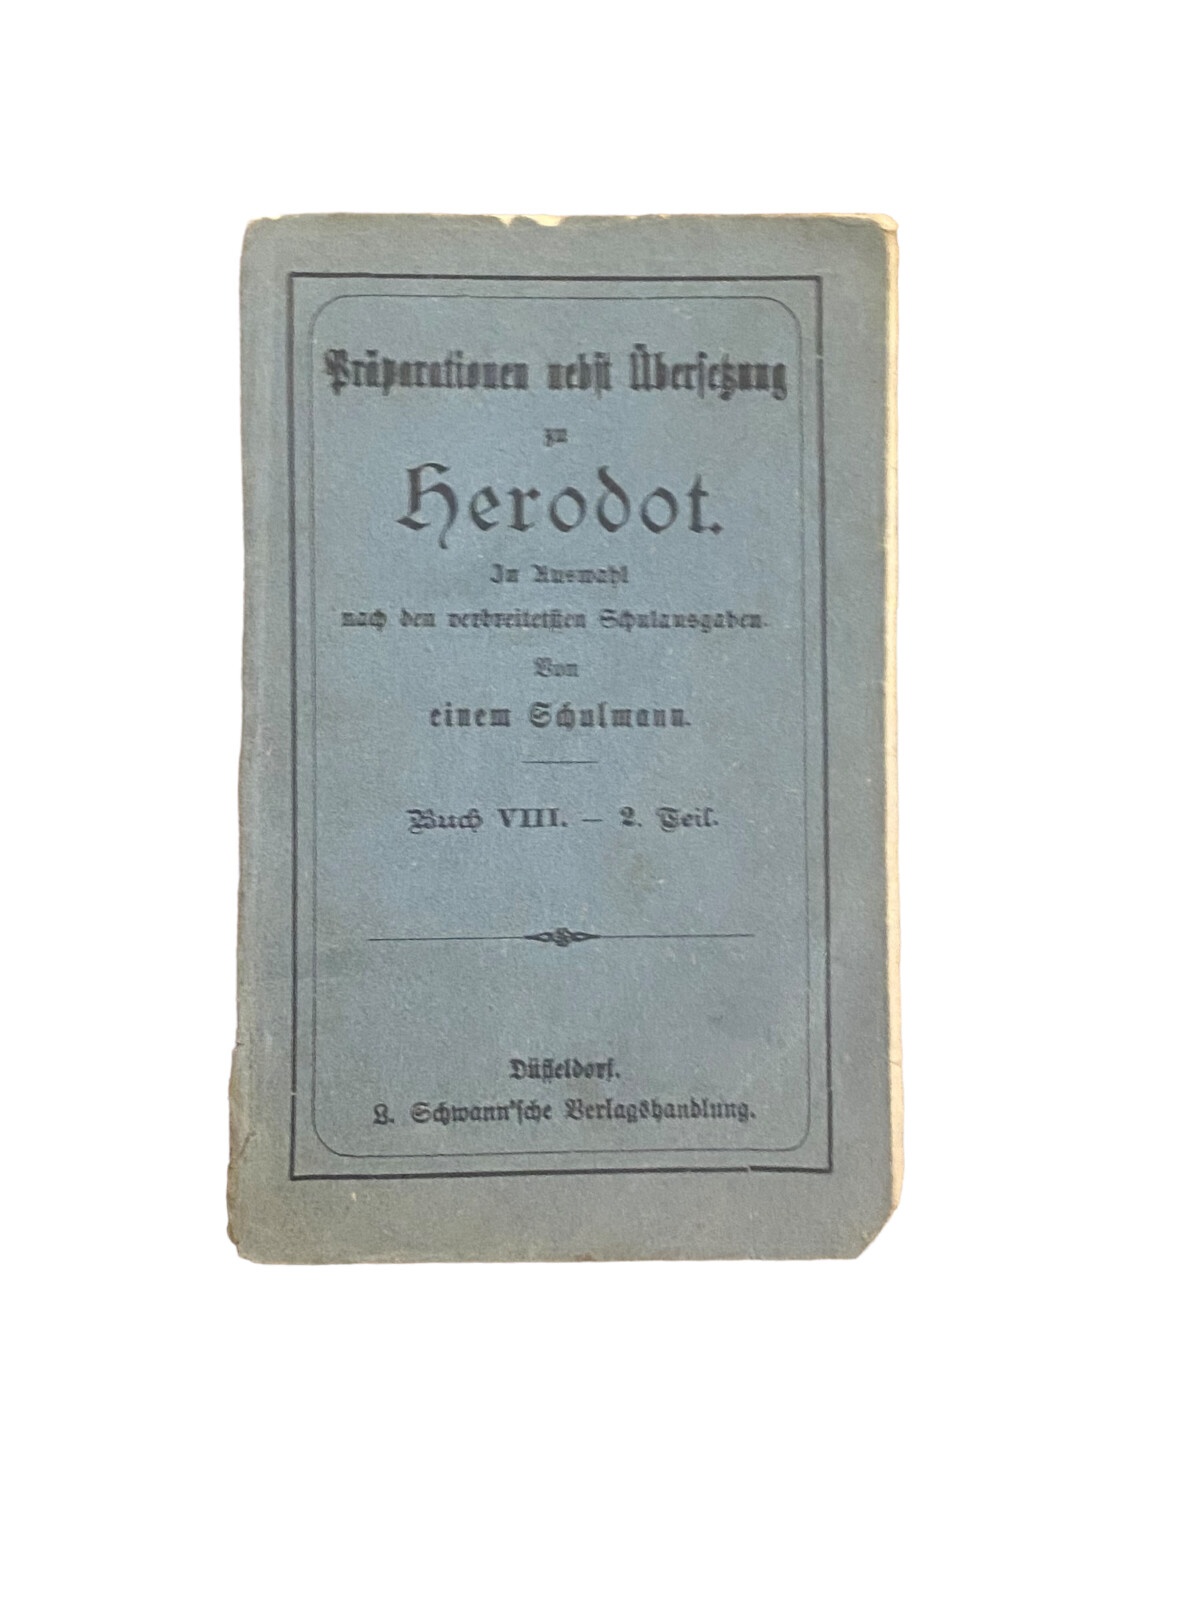 Präparationen nebst Übersetzung
zu
Herodot.
In Auswahl
nach den verbreitetsten Schulausgaben.
Von
einem Schulmann.
Buch VIII. — 2. Teil.
Düsseldorf.
L. Schwann'sche Verlagshandlung.